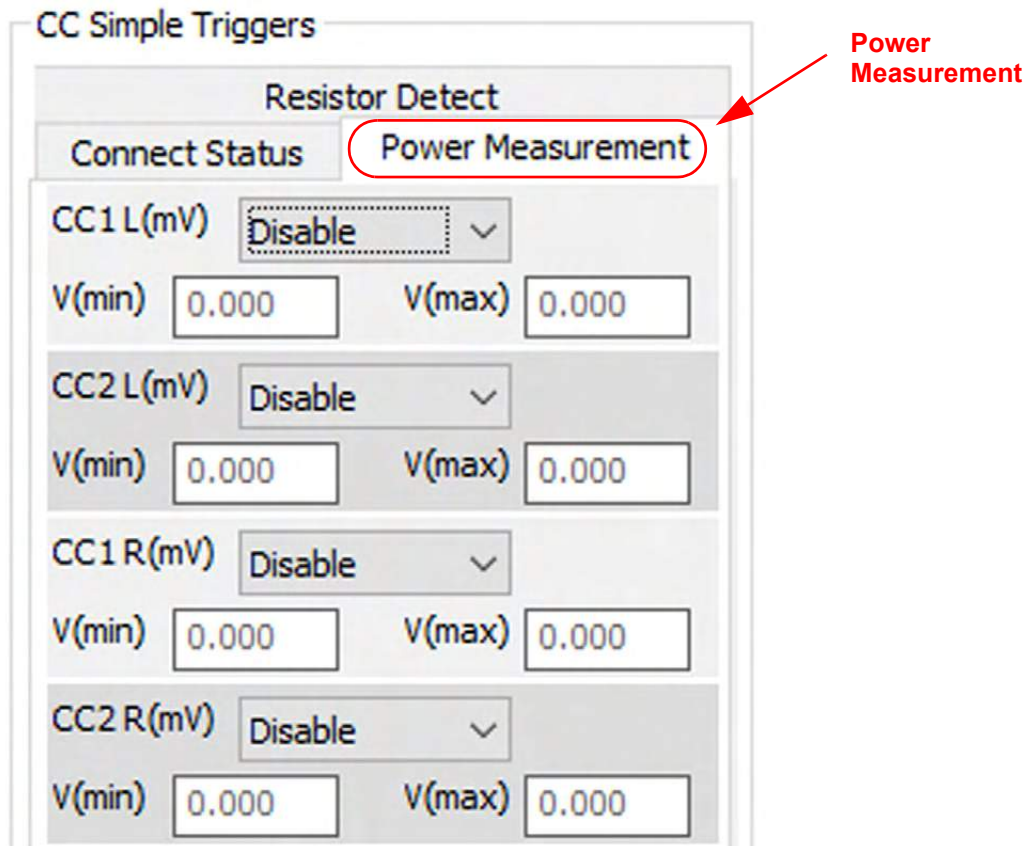 CC Simple Triggers
Power
Measurement
Resistor Detect
Connect Status Power Measurement
CC1 L(mV) Disable
V(min) 0.000 V(max) 0.000
CC2 L(mV) Disable
V(min) 0.000 V(max) 0.000
CC1 R(mV) Disable
V(min) 0.000 V(max) 0.000
CC2 R(mV) Disable
V(min) 0.000 V(max) 0.000